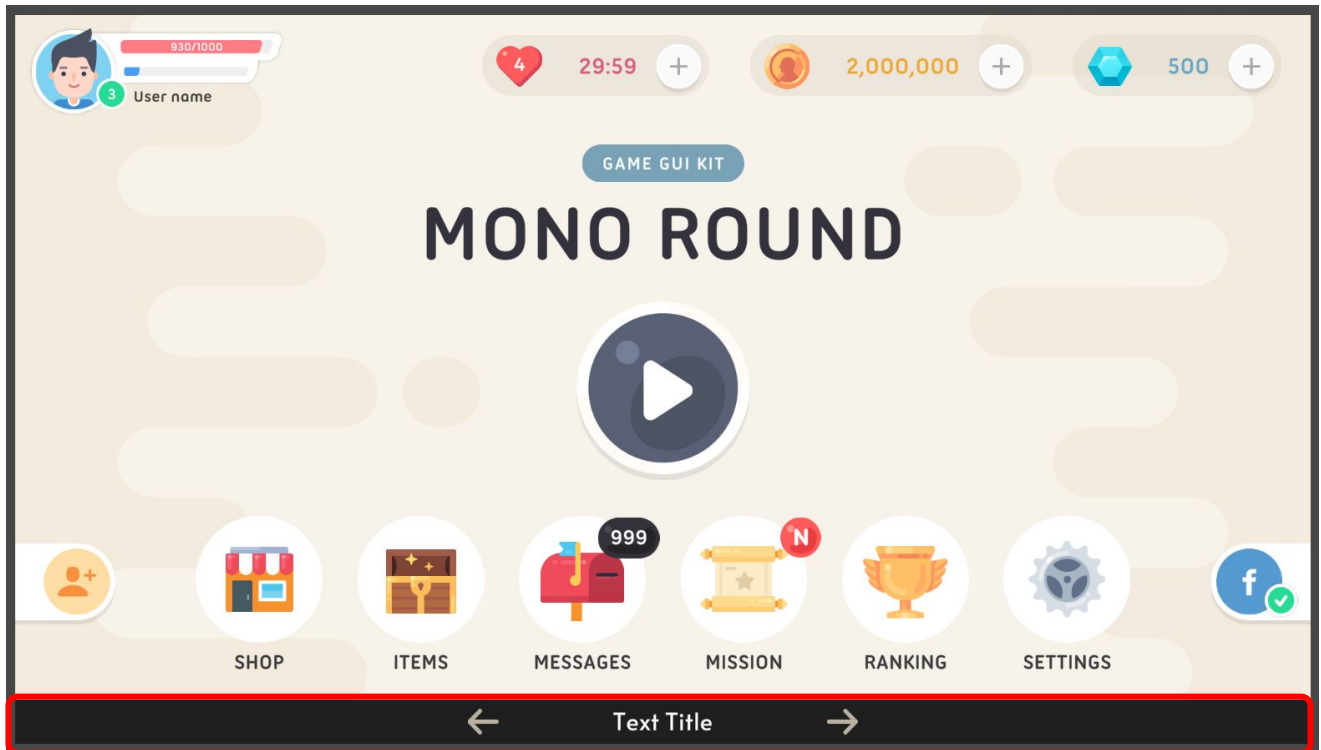 930/1000
3
User name
4
29:59
+
2,000,000
+
500
+
GAME GUI KIT
MONO ROUND
999
N
f
SHOP
ITEMS
MESSAGES
MISSION
RANKING
SETTINGS
← Text Title →